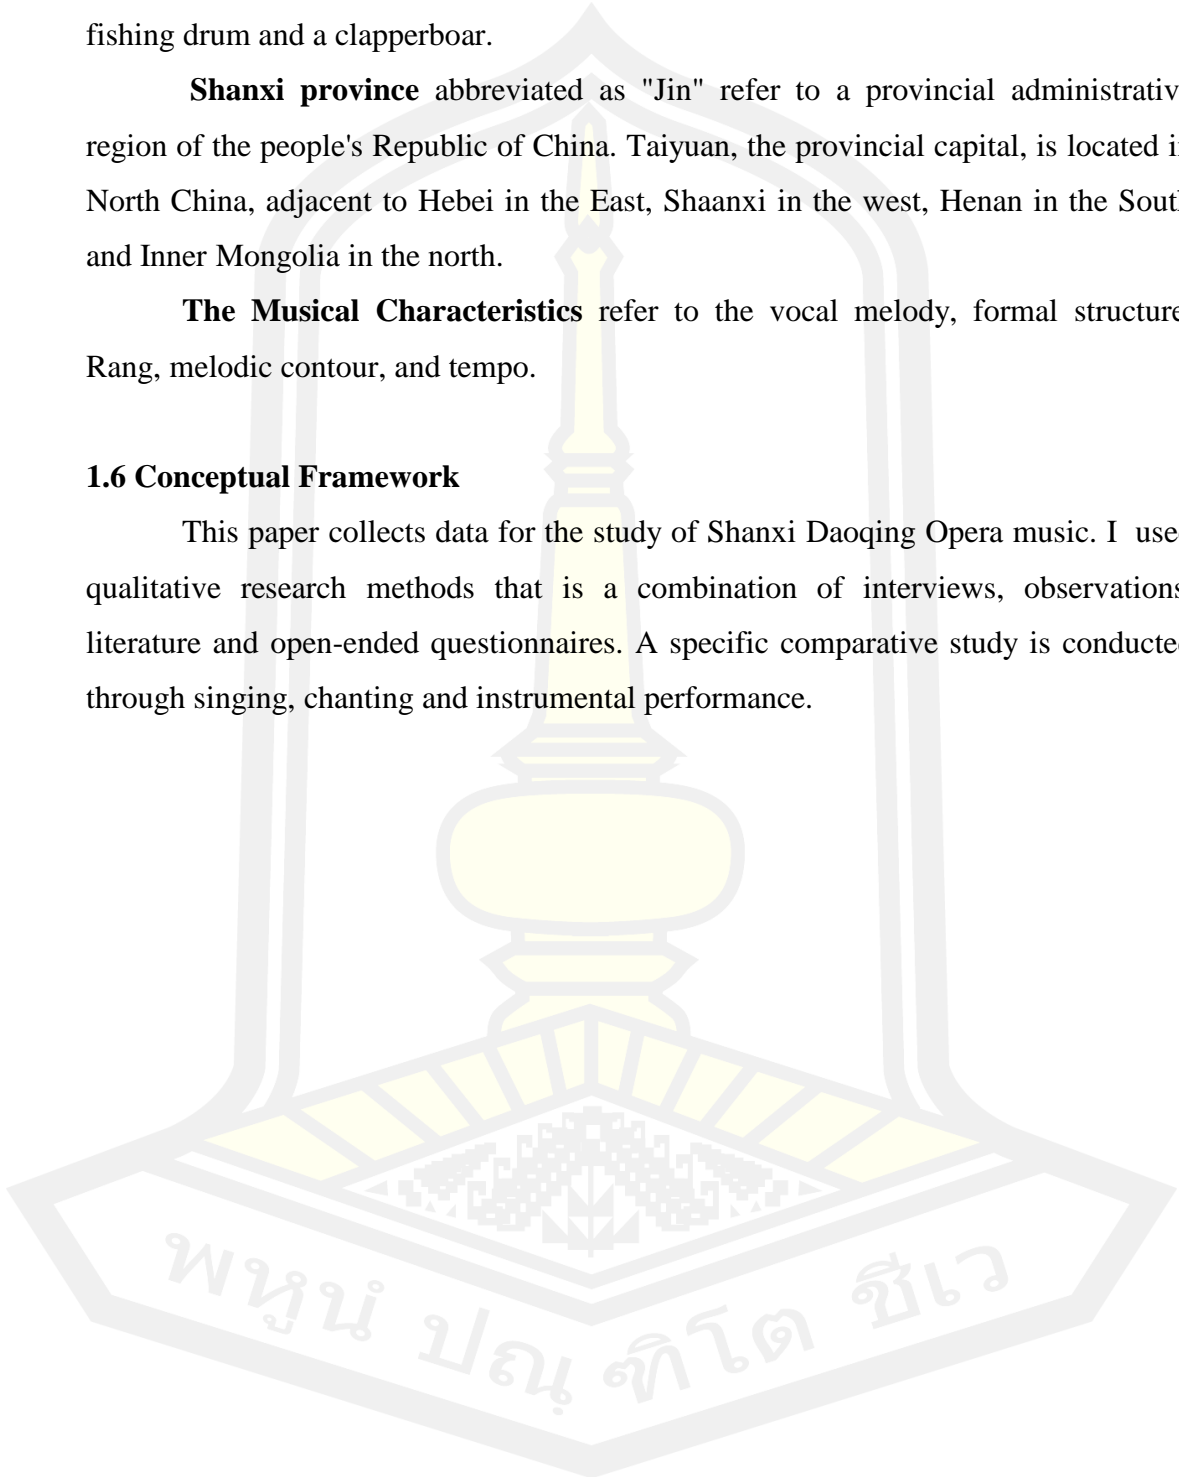 fishing drum and a clapperboar.
Shanxi province abbreviated as "Jin" refer to a provincial administrativ
region of the people's Republic of China. Taiyuan, the provincial capital, is located i
North China, adjacent to Hebei in the East, Shaanxi in the west, Henan in the Sout
and Inner Mongolia in the north.
The Musical Characteristics refer to the vocal melody, formal structure
Rang, melodic contour, and tempo.
1.6 Conceptual Framework
This paper collects data for the study of Shanxi Daoqing Opera music. I use
qualitative research methods that is a combination of interviews, observations
literature and open-ended questionnaires. A specific comparative study is conducte
through singing, chanting and instrumental performance.
พหูนํ ปณฺฑิโต ชีเว